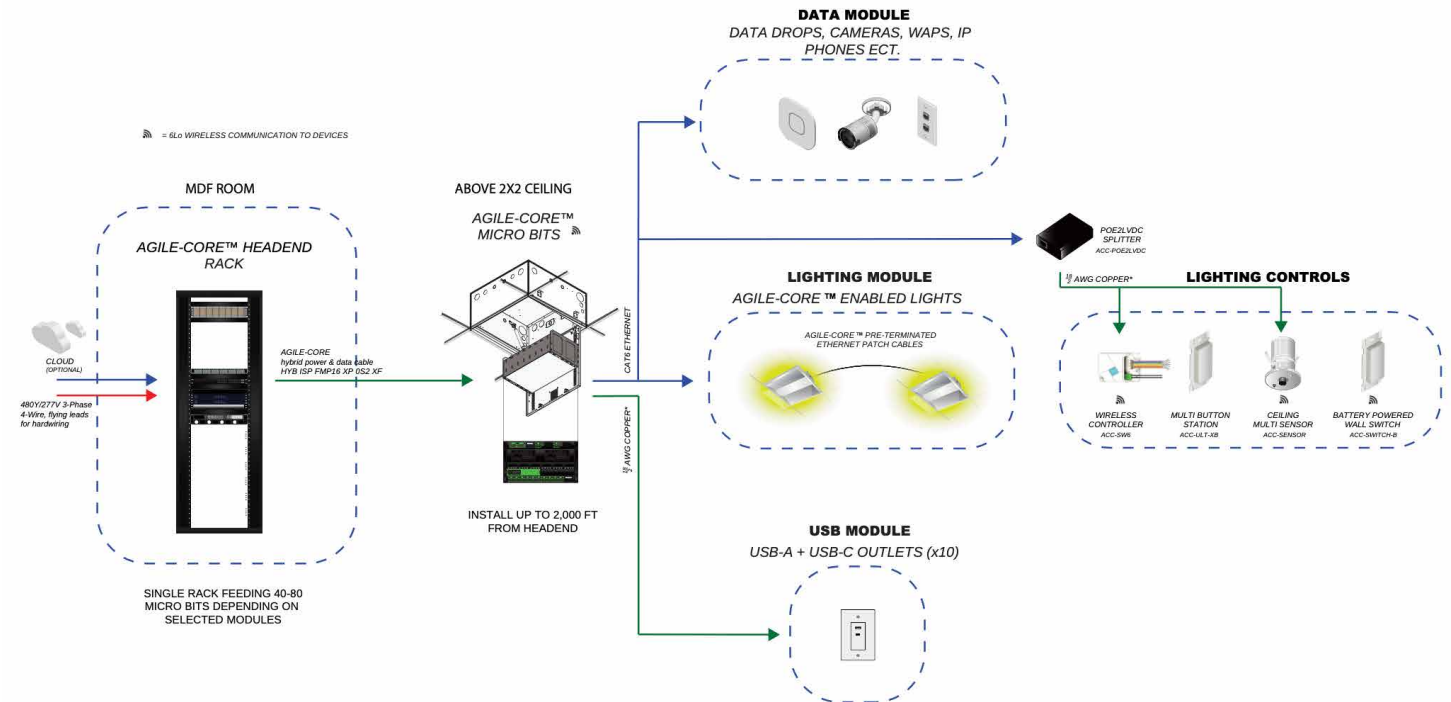 DATA MODULE
DATA DROPS, CAMERAS, WAPS, IP
PHONES ECT.
= 6Lo WIRELESS COMMUNICATION TO DEVICES
MDF ROOM
AGILE-CORE™ HEADEND
RACK
CLOUD
(OPTIONAL)
480Y/277V 3-Phase
4-Wire, flying leads
for hardwiring
SINGLE RACK FEEDING 40-80
MICRO BITS DEPENDING ON
SELECTED MODULES
AGILE-CORE
hybrid power & data cable
HYB ISP FMP16 XP 0S2 XF
ABOVE 2X2 CEILING
AGILE-CORE™
MICRO BITS
INSTALL UP TO 2,000 FT
FROM HEADEND
CAT6 ETHERNET
18/2 AWG COPPER*
LIGHTING MODULE
AGILE-CORE ™ ENABLED LIGHTS
AGILE-CORE™ PRE-TERMINATED
ETHERNET PATCH CABLES
USB MODULE
USB-A + USB-C OUTLETS (x10)
POE2LVDC
SPLITTER
ACC-POE2LVDC
18/2 AWG COPPER*
LIGHTING CONTROLS
WIRELESS
CONTROLLER
ACC-SW6
MULTI BUTTON
STATION
ACC-ULT-XB
CEILING
MULTI SENSOR
ACC-SENSOR
BATTERY POWERED
WALL SWITCH
ACC-SWITCH-B